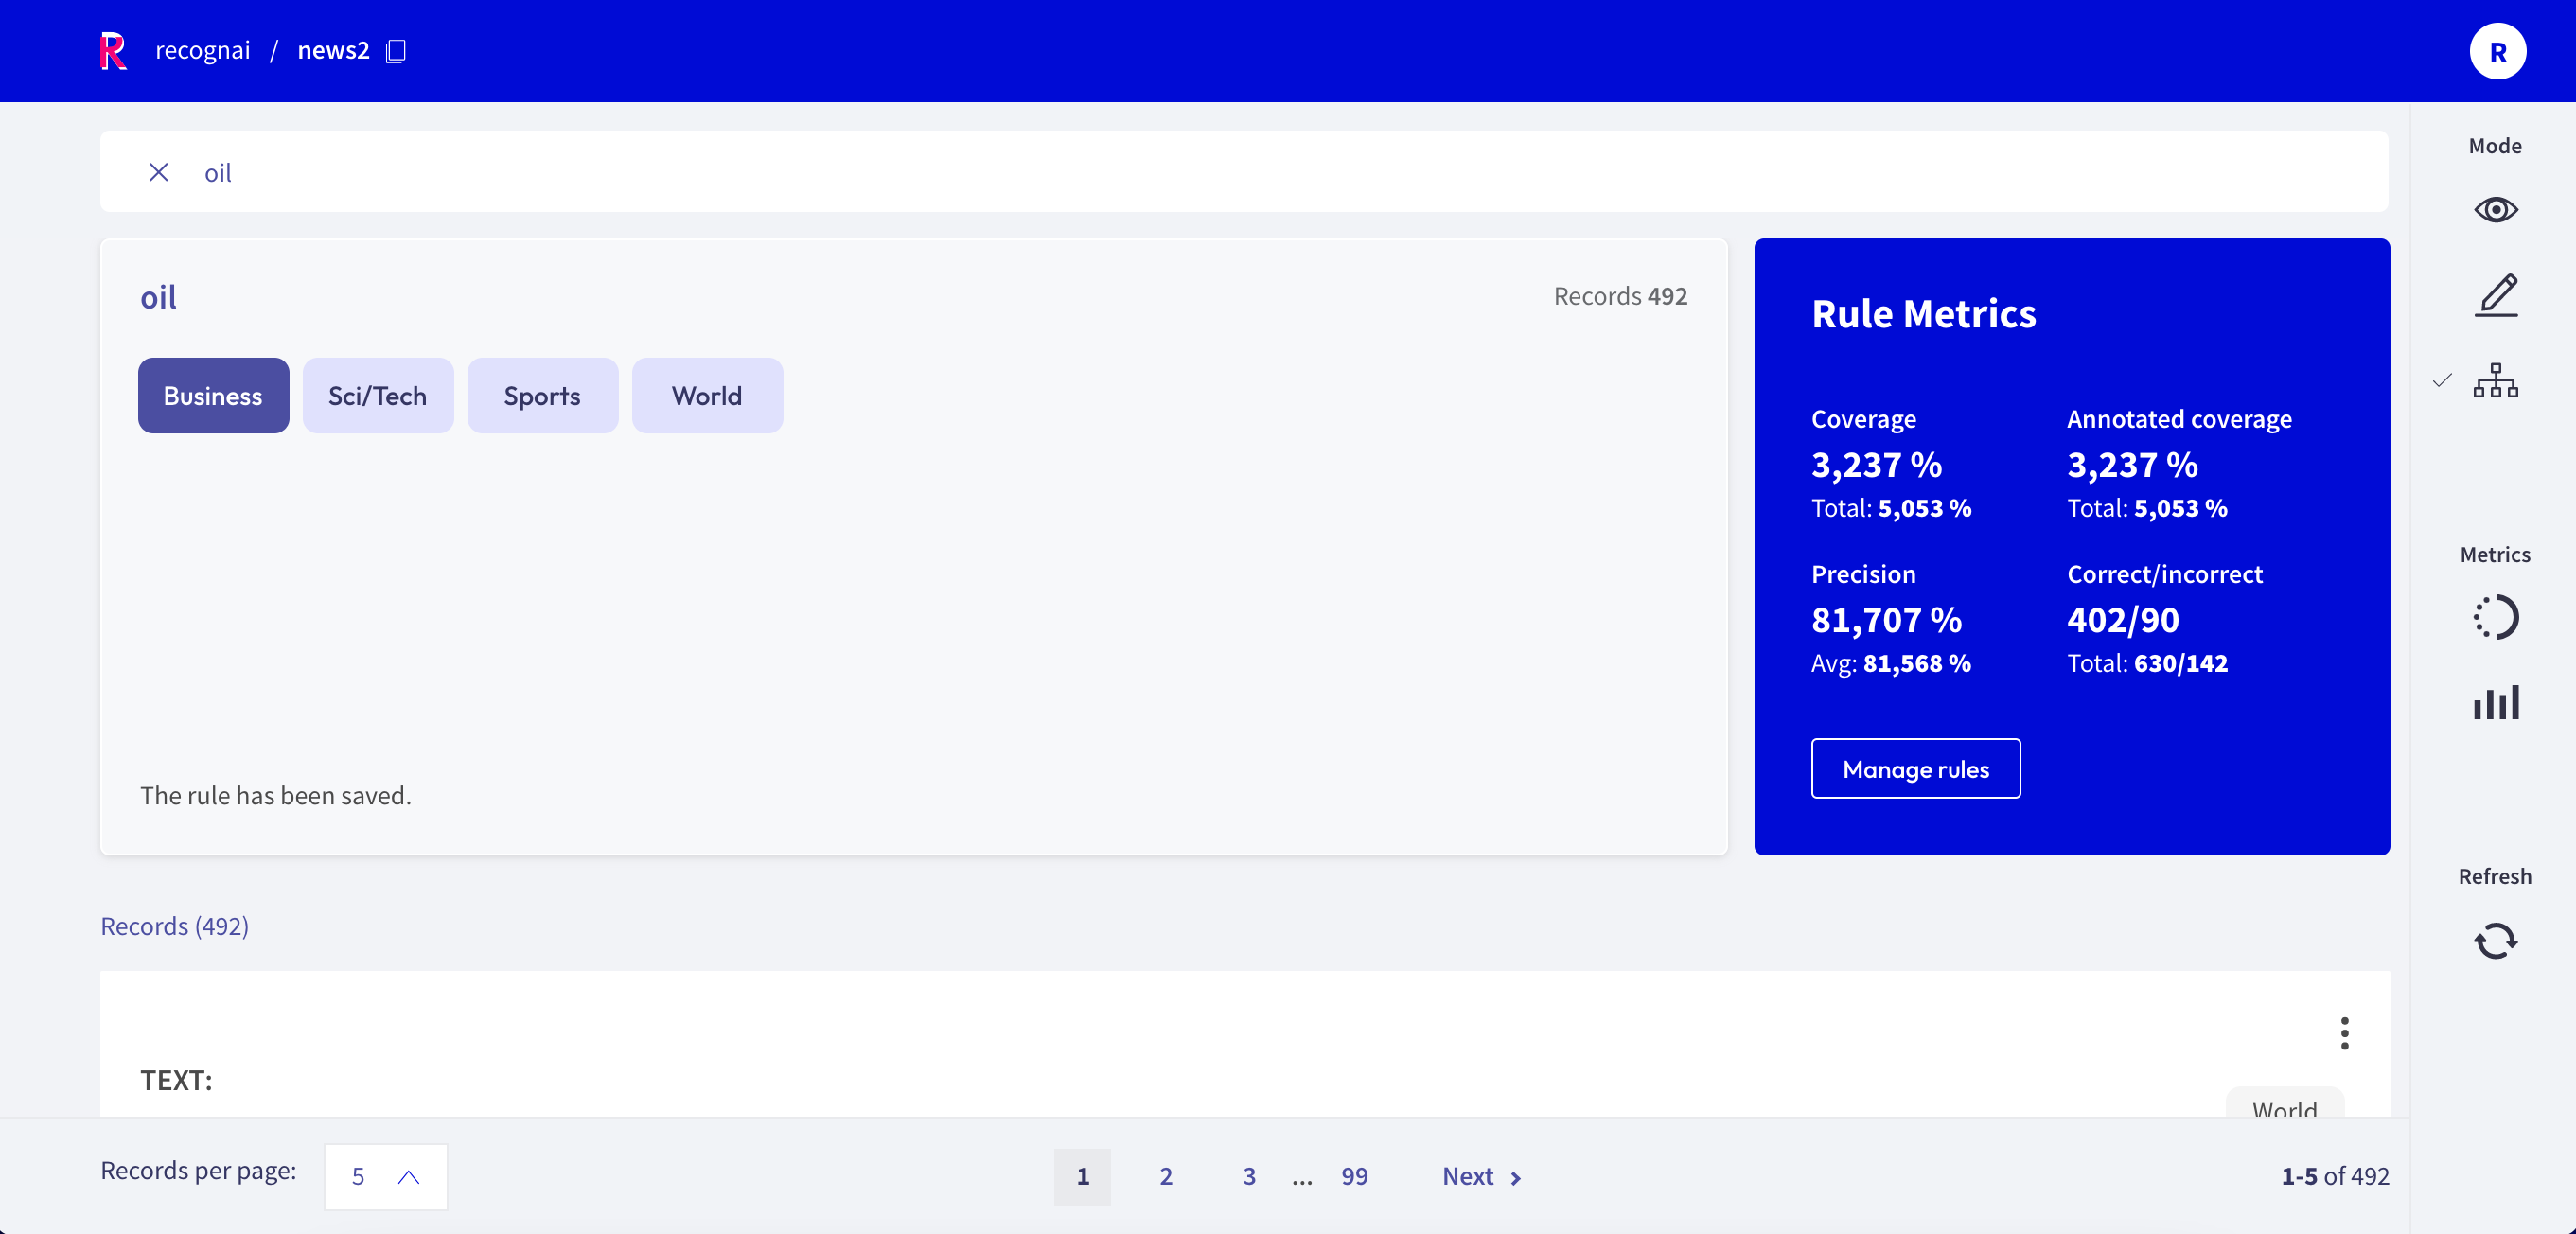 recognai / news2
R
oil
oil
Records 492
Business
Sci/Tech
Sports
World
The rule has been saved.
Rule Metrics
Coverage
Annotated coverage
3,237 %
3,237 %
Total: 5,053 %
Total: 5,053 %
Precision
Correct/incorrect
81,707 %
402/90
Avg: 81,568 %
Total: 630/142
Manage rules
Mode
Metrics
Refresh
Records (492)
TEXT:
World
Records per page:
5
1
2
3
...
99
Next
1-5 of 492